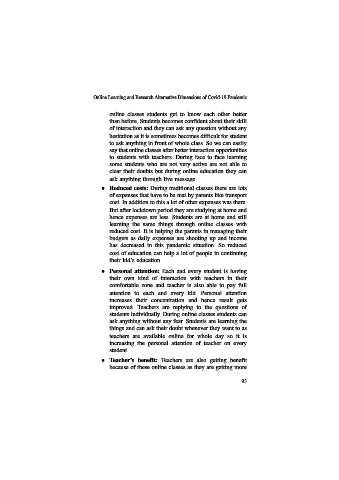 Online Learning and Research Alternative Dimensions of Covid-19 Pandemic
online classes students get to know each other better
than before. Students becomes confident about their skill
of interaction and they can ask any question without any
hesitation as it is sometimes becomes difficult for student
to ask anything in front of whole class. So we can easily
say that online classes after better interaction opportunities
to students with teachers. During face to face learning
some students who are not very active are not able to
clear their doubts but during online education they can
ask anything through live message.
• Reduced costs: During traditional classes there are lots
of expenses that have to be met by parents like transport
cost. In addition to this a lot of other expenses was there.
But after lockdown period they are studying at home and
hence expenses are less. Students are at home and still
learning the same things through online classes with
reduced cost. It is helping the parents in managing their
budgets as daily expenses are shooting up and income
has decreased in this pandemic situation. So reduced
cost of education can help a lot of people in continuing
their kid's education.
• Personal attention: Each and every student is having
their own kind of interaction with teachers in their
comfortable zone and teacher is also able to pay full
attention to each and every kid. Personal attention
increases their concentration and hence result gets
improved. Teachers are replying to the questions of
students individually. During online classes students can
ask anything without any fear. Students are learning the
things and can ask their doubt whenever they want to as
teachers are available online for whole day so it is
increasing the personal attention of teacher on every
student.
• Teacher's benefit: Teachers are also getting benefit
because of these online classes as they are getting more
93